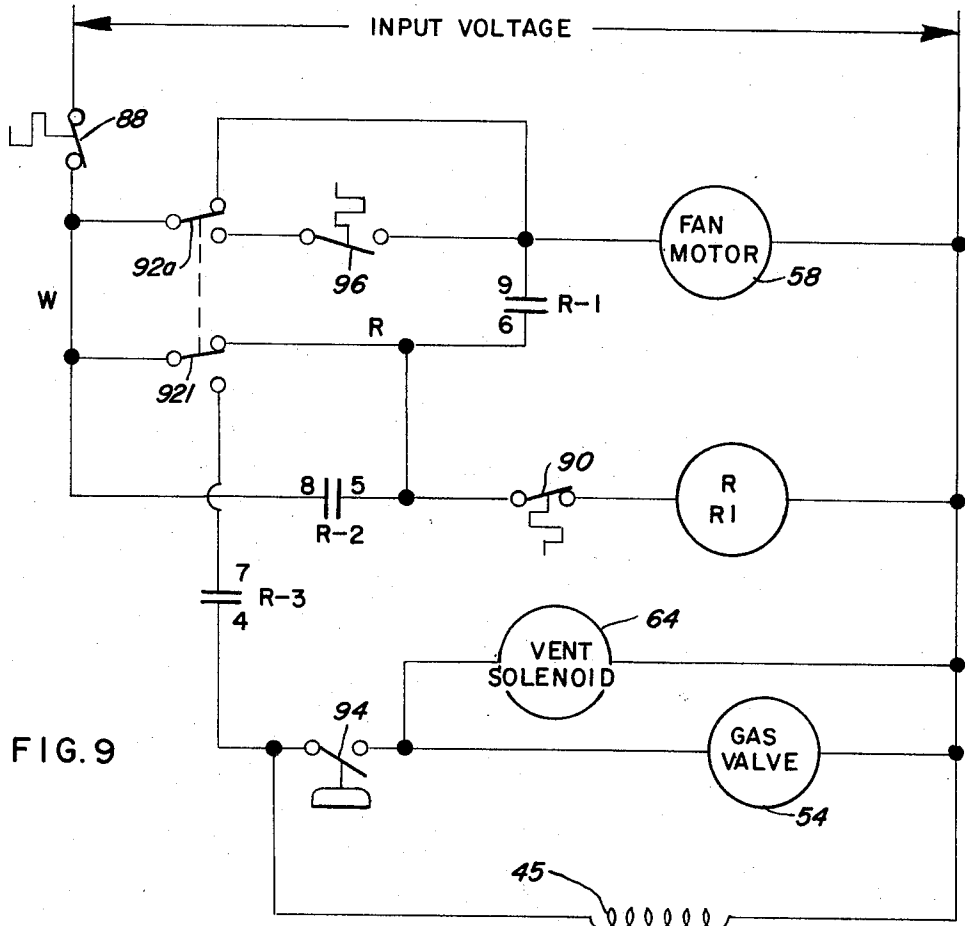 INPUT VOLTAGE
88
92a
96
FAN
MOTOR
58
W
9
6
R-1
R
921
90
8
5
R-2
R
R1
7
4
R-3
64
VENT
SOLENOID
94
FIG. 9
GAS
VALVE
54
45